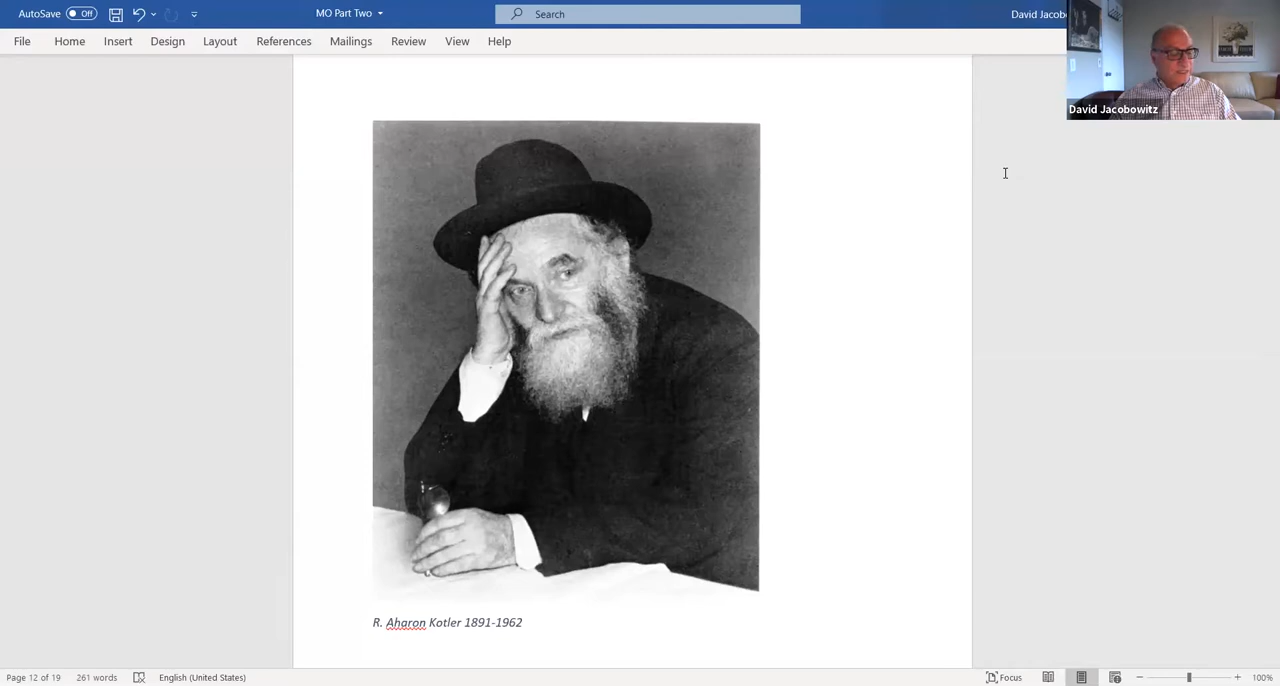 AutoSave Off MO Part Two Search David Jacob
File Home Insert Design Layout References Mailings Review View Help
David Jacobowitz
R. Aharon Kotler 1891-1962
Page 12 of 19 261 words English (United States) Focus 100%